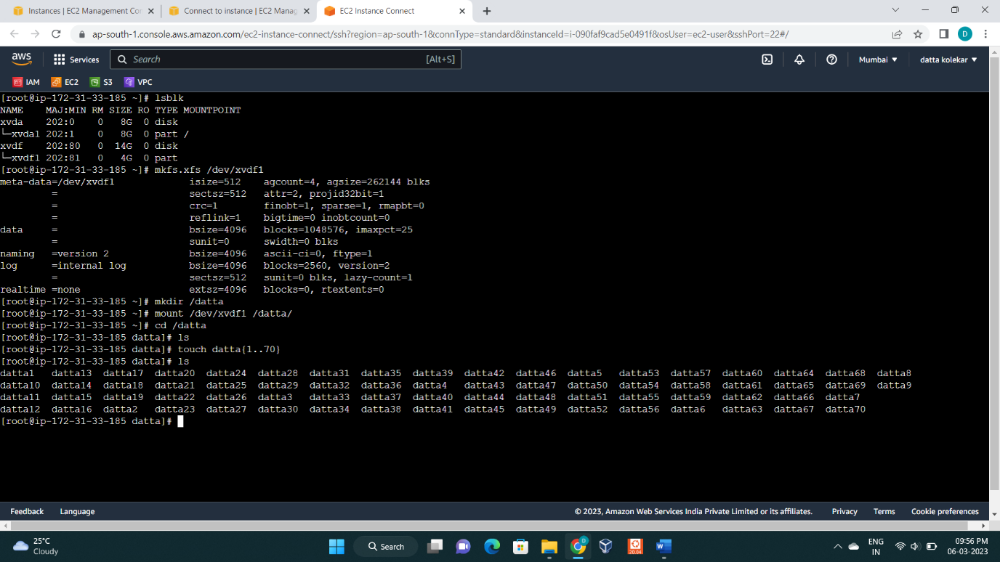 Instances | EC2 Management Con
Connect to instance | EC2 Manag
EC2 Instance Connect
ap-south-1.console.aws.amazon.com/ec2-instance-connect/ssh?region=ap-south-1&connType=standard&instanceId=i-090faf9cad5e0491f&osUser=ec2-user&sshPort=22#/
D
aws Services Search [Alt+S] Mumbai ▼ datta kolekar ▼
IAM EC2 S3 VPC
[root@ip-172-31-33-185 ~]# lsblk
NAME    MAJ:MIN RM SIZE RO TYPE MOUNTPOINT
xvda    202:0    0   8G  0 disk
└─xvda1 202:1    0   8G  0 part /
xvdf    202:80   0  14G  0 disk
└─xvdf1 202:81   0   4G  0 part
[root@ip-172-31-33-185 ~]# mkfs.xfs /dev/xvdf1
meta-data=/dev/xvdf1             isize=512    agcount=4, agsize=262144 blks
         =                       sectsz=512   attr=2, projid32bit=1
         =                       crc=1        finobt=1, sparse=1, rmapbt=0
         =                       reflink=1    bigtime=0 inobtcount=0
data     =                       bsize=4096   blocks=1048576, imaxpct=25
         =                       sunit=0      swidth=0 blks
naming   =version 2              bsize=4096   ascii-ci=0, ftype=1
log      =internal log           bsize=4096   blocks=2560, version=2
         =                       sectsz=512   sunit=0 blks, lazy-count=1
realtime =none                   extsz=4096   blocks=0, rtextents=0
[root@ip-172-31-33-185 ~]# mkdir /datta
[root@ip-172-31-33-185 ~]# mount /dev/xvdf1 /datta/
[root@ip-172-31-33-185 ~]# cd /datta
[root@ip-172-31-33-185 datta]# ls
[root@ip-172-31-33-185 datta]# touch datta{1..70}
[root@ip-172-31-33-185 datta]# ls
datta1   datta13  datta17  datta20  datta24  datta28  datta31  datta35  datta39  datta42  datta46  datta5   datta53  datta57  datta60  datta64  datta68  datta8
datta10  datta14  datta18  datta21  datta25  datta29  datta32  datta36  datta4   datta43  datta47  datta50  datta54  datta58  datta61  datta65  datta69  datta9
datta11  datta15  datta19  datta22  datta26  datta3   datta33  datta37  datta40  datta44  datta48  datta51  datta55  datta59  datta62  datta66  datta7
datta12  datta16  datta2   datta23  datta27  datta30  datta34  datta38  datta41  datta45  datta49  datta52  datta56  datta6   datta63  datta67  datta70
[root@ip-172-31-33-185 datta]#
Feedback Language © 2023, Amazon Web Services India Private Limited or its affiliates. Privacy Terms Cookie preferences
25°C
Cloudy
Search
D
20.04
W
ENG
IN
09:56 PM
06-03-2023